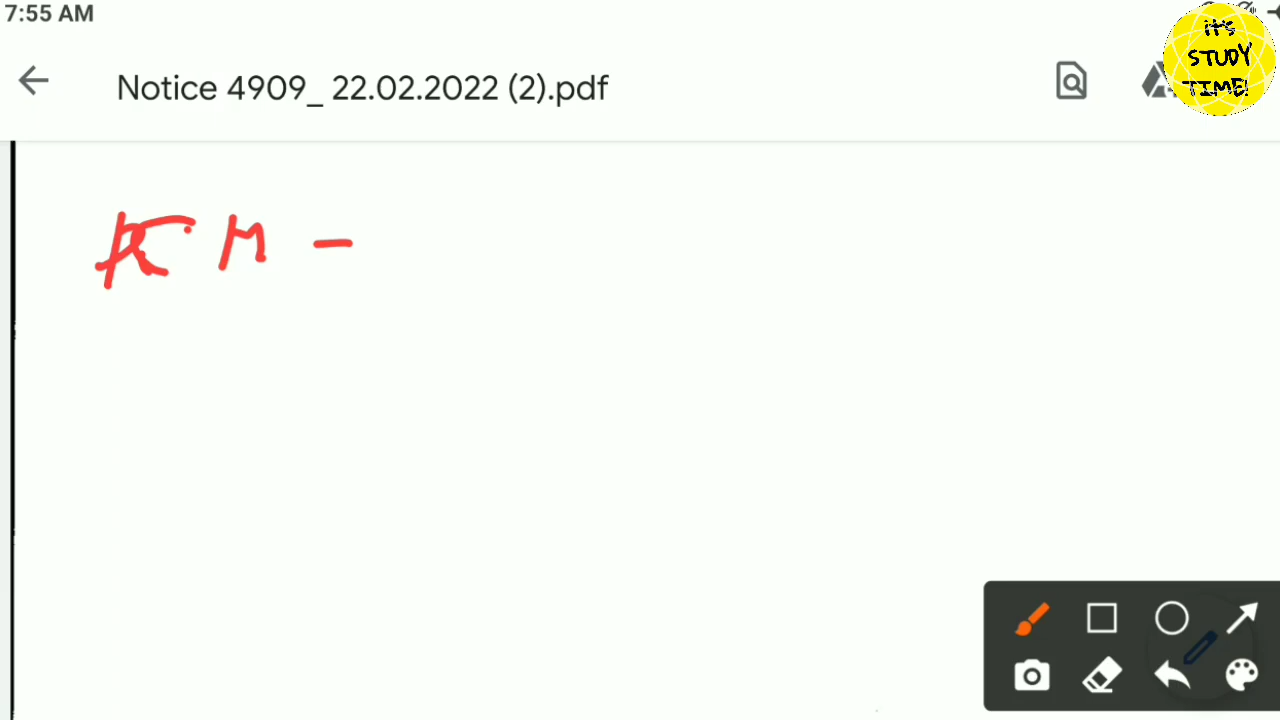 7:55 AM
Notice 4909_ 22.02.2022 (2).pdf
It's
STUDY
TIME!
M -